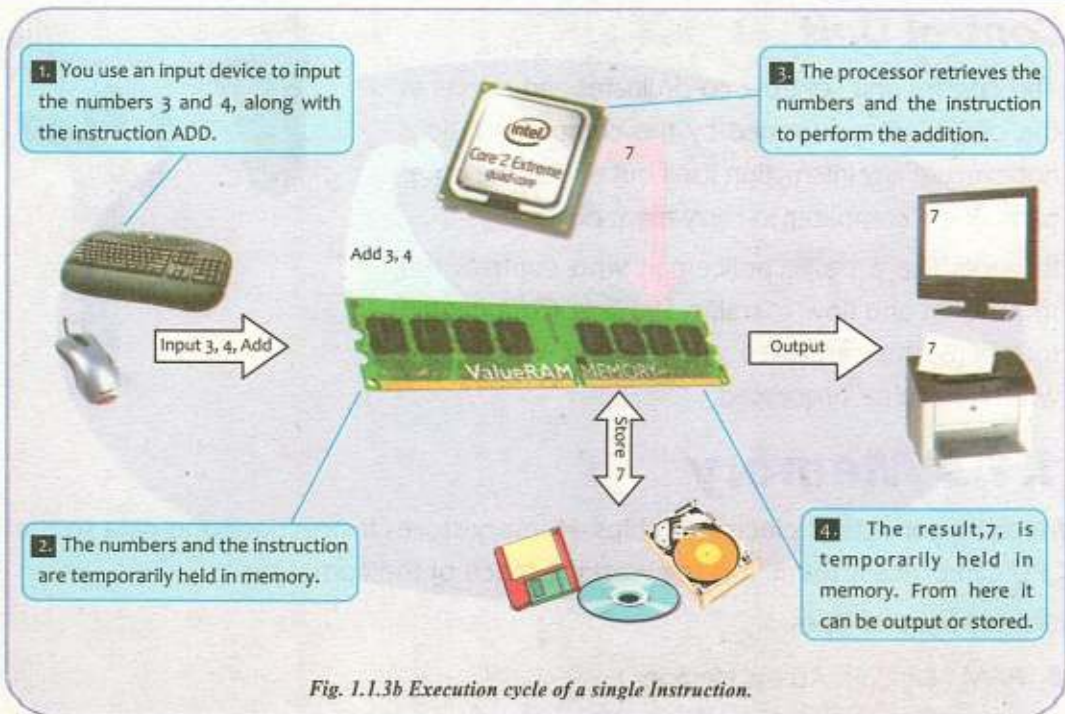 1. You use an input device to input
the numbers 3 and 4, along with
the instruction ADD.
3. The processor retrieves the
numbers and the instruction
to perform the addition.
intel
Core 2 Extreme
quad-core
7
Add 3, 4
Input 3, 4, Add
ValueRAM MEMORY
Output
7
7
Store
7
2. The numbers and the instruction
are temporarily held in memory.
4. The result,7, is
temporarily held in
memory. From here it
can be output or stored.
Fig. 1.1.3b Execution cycle of a single Instruction.